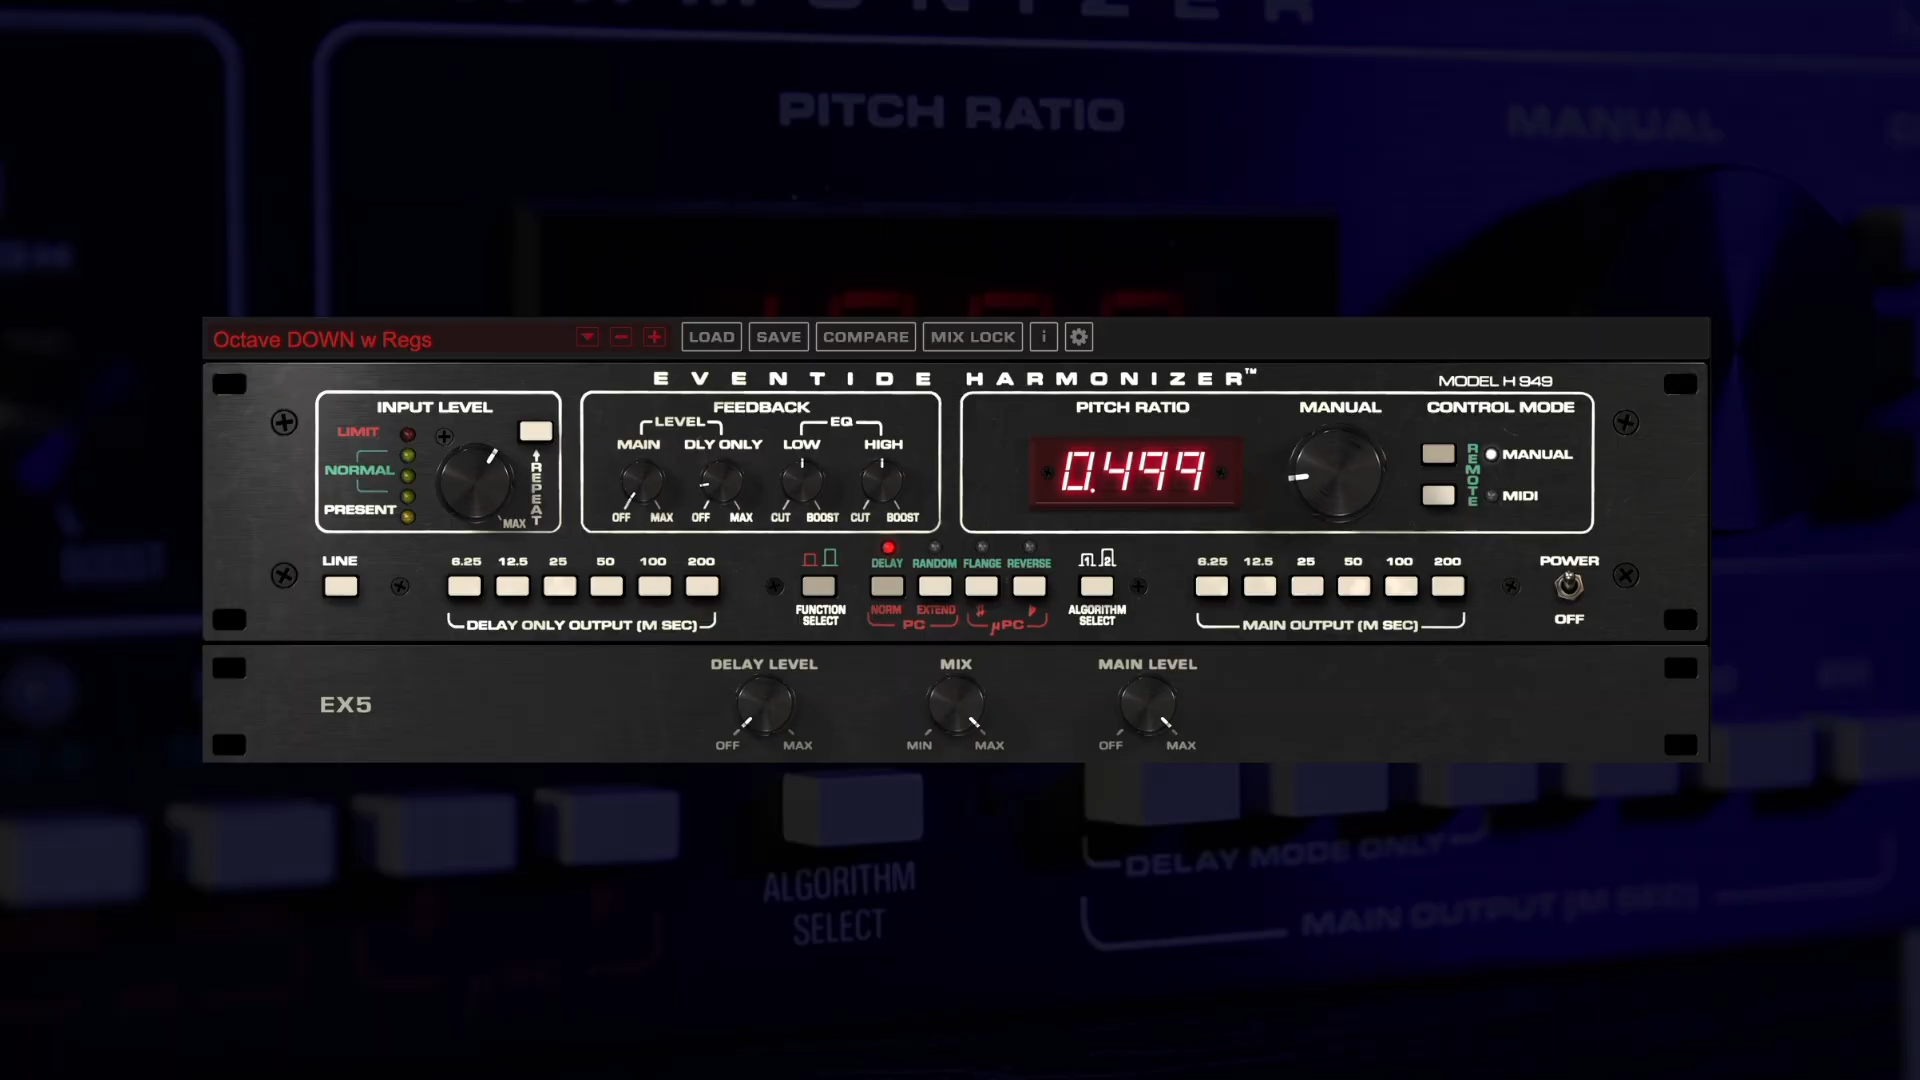 PITCH RATIO
MANUAL
Octave DOWN w Regs
LOAD SAVE COMPARE MIX LOCK i
EVENTIDE HARMONIZER™
MODEL H 949
INPUT LEVEL
LIMIT
NORMAL
PRESENT
MAX
REPEAT
FEEDBACK
LEVEL EQ
MAIN DLY ONLY LOW HIGH
OFF MAX OFF MAX CUT BOOST CUT BOOST
PITCH RATIO MANUAL CONTROL MODE
0.499
REMOTE
MANUAL
MIDI
LINE
6.25 12.5 25 50 100 200
DELAY ONLY OUTPUT (M SEC)
FUNCTION
SELECT
DELAY RANDOM FLANGE REVERSE
NORM EXTEND ♯ ♭
PC μPC
1 2
ALGORITHM
SELECT
6.25 12.5 25 50 100 200
MAIN OUTPUT (M SEC)
POWER
OFF
EX5
DELAY LEVEL MIX MAIN LEVEL
OFF MAX MIN MAX OFF MAX
ALGORITHM
SELECT
DELAY MODE ONLY
MAIN OUTPUT (M SEC)